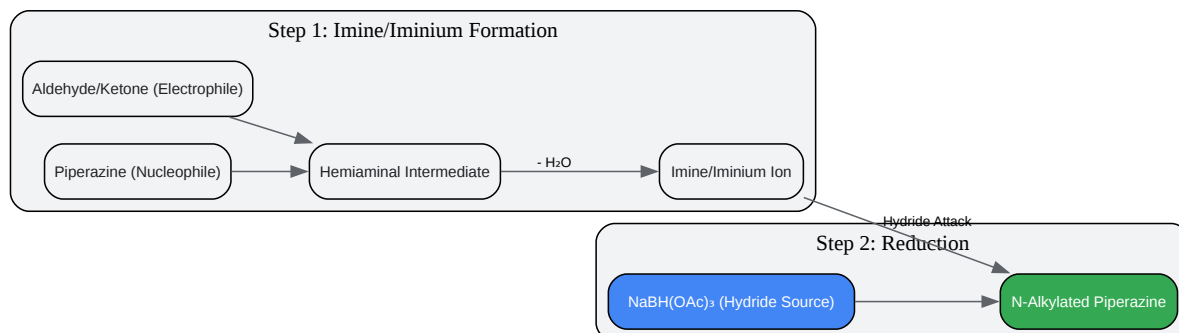 Step 1: Imine/Iminium Formation
Aldehyde/Ketone (Electrophile)
Piperazine (Nucleophile)
Hemiaminal Intermediate
- H₂O
Imine/Iminium Ion
Hydride Attack
Step 2: Reduction
NaBH(OAc)₃ (Hydride Source)
N-Alkylated Piperazine